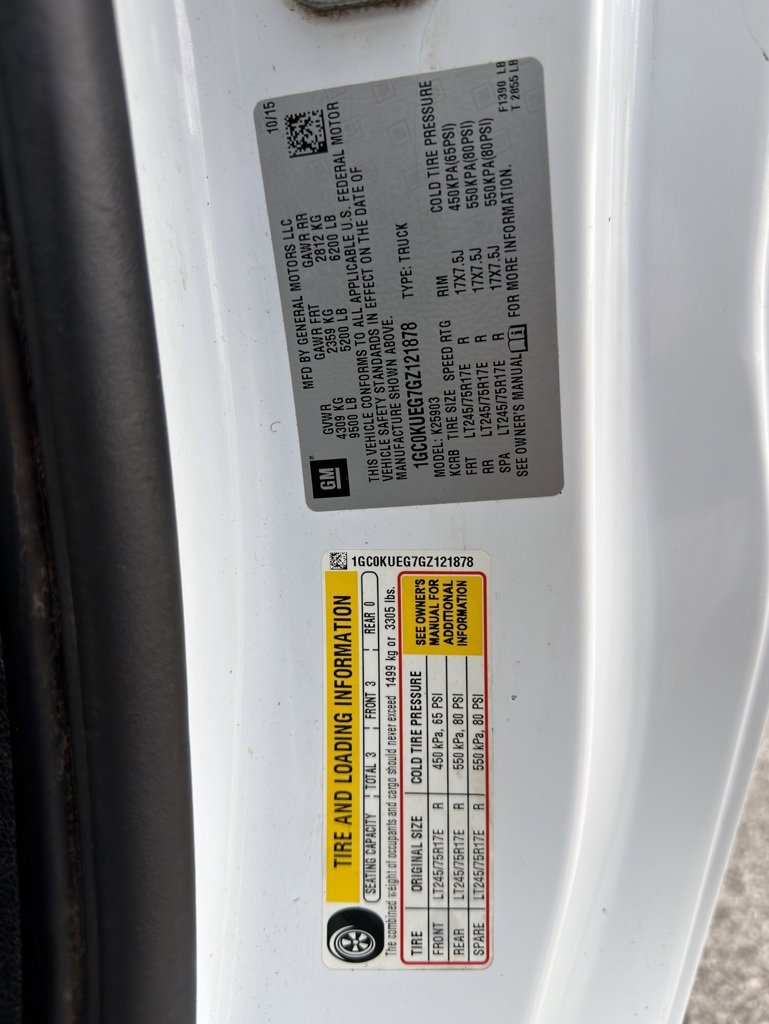 10/15
MFD BY GENERAL MOTORS LLC
GVWR GAWR FRT GAWR RR
4309 KG 2359 KG 2812 KG
9500 LB 5200 LB 6200 LB
THIS VEHICLE CONFORMS TO ALL APPLICABLE U.S. FEDERAL MOTOR
VEHICLE SAFETY STANDARDS IN EFFECT ON THE DATE OF
MANUFACTURE SHOWN ABOVE.
1GC0KUEG7GZ121878 TYPE: TRUCK
MODEL: K25903
KCRB TIRE SIZE SPEED RTG RIM COLD TIRE PRESSURE
FRT LT245/75R17E R 17X7.5J 450KPA(65PSI)
RR LT245/75R17E R 17X7.5J 550KPA(80PSI)
SPA LT245/75R17E R 17X7.5J 550KPA(80PSI)
SEE OWNER'S MANUAL FOR MORE INFORMATION.
F1390 LB
T 2855 LB
GM
1GC0KUEG7GZ121878
TIRE AND LOADING INFORMATION
SEATING CAPACITY TOTAL 3 FRONT 3 REAR 0
The combined weight of occupants and cargo should never exceed 1499 kg or 3305 lbs.
TIRE ORIGINAL SIZE COLD TIRE PRESSURE
FRONT LT245/75R17E R 450 kPa, 65 PSI
REAR LT245/75R17E R 550 kPa, 80 PSI
SPARE LT245/75R17E R 550 kPa, 80 PSI
SEE OWNER'S
MANUAL FOR
ADDITIONAL
INFORMATION